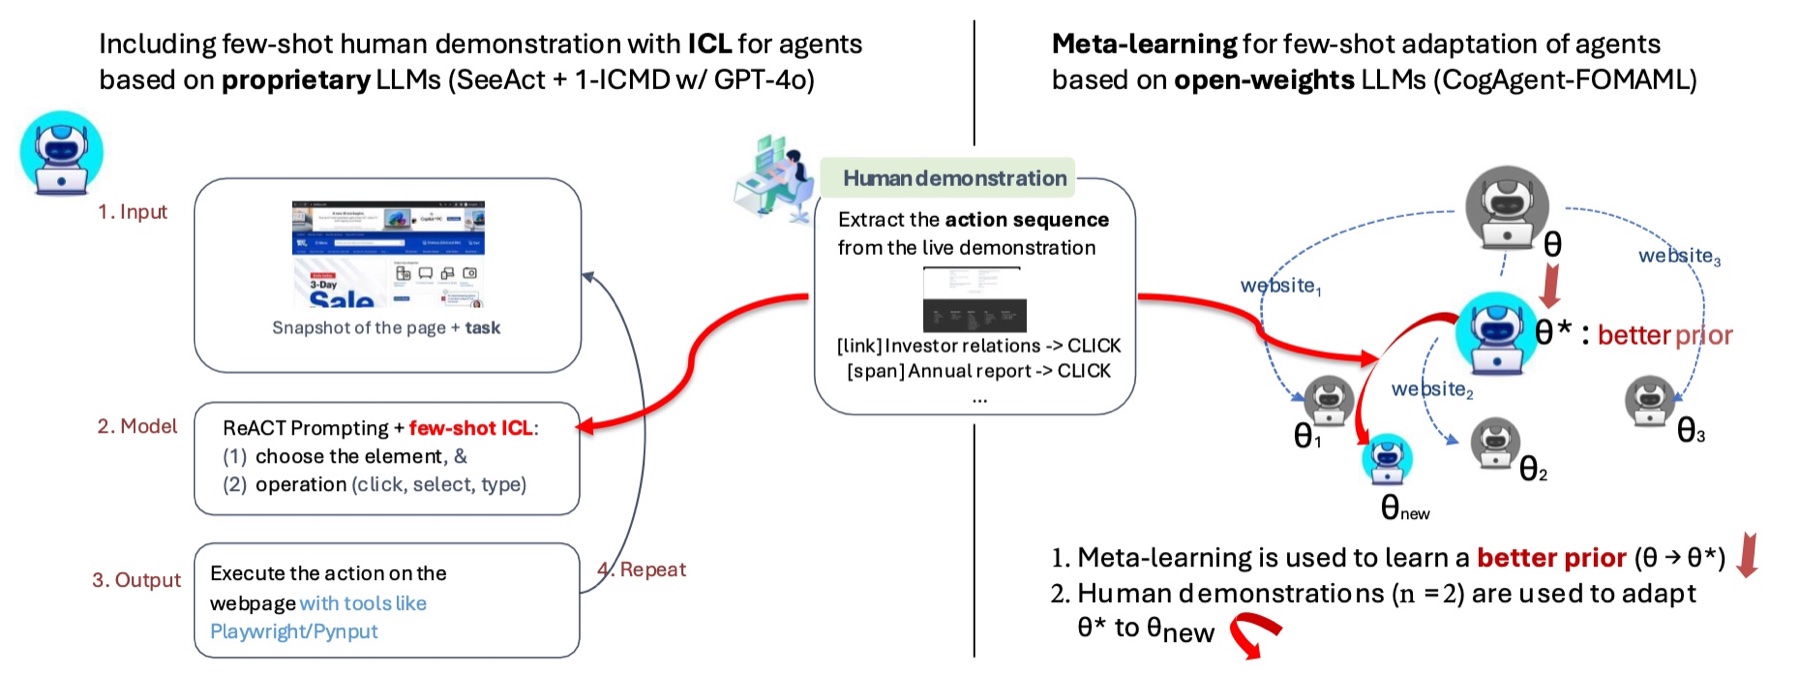 Including few-shot human demonstration with ICL for agents
based on proprietary LLMs (SeeAct + 1-ICMD w/ GPT-4o)
1. Input
3-Day
Sale
Snapshot of the page + task
2. Model
ReACT Prompting + few-shot ICL:
(1) choose the element, &
(2) operation (click, select, type)
3. Output
Execute the action on the
webpage with tools like
Playwright/Pynput
4. Repeat
Human demonstration
Extract the action sequence
from the live demonstration
[link] Investor relations -> CLICK
[span] Annual report -> CLICK
...
Meta-learning for few-shot adaptation of agents
based on open-weights LLMs (CogAgent-FOMAML)
θ
website₁
website₃
θ* : better prior
website₂
θ₁
θ₃
θ₂
θnew
1. Meta-learning is used to learn a better prior (θ → θ*)
2. Human demonstrations (n = 2) are used to adapt
θ* to θnew